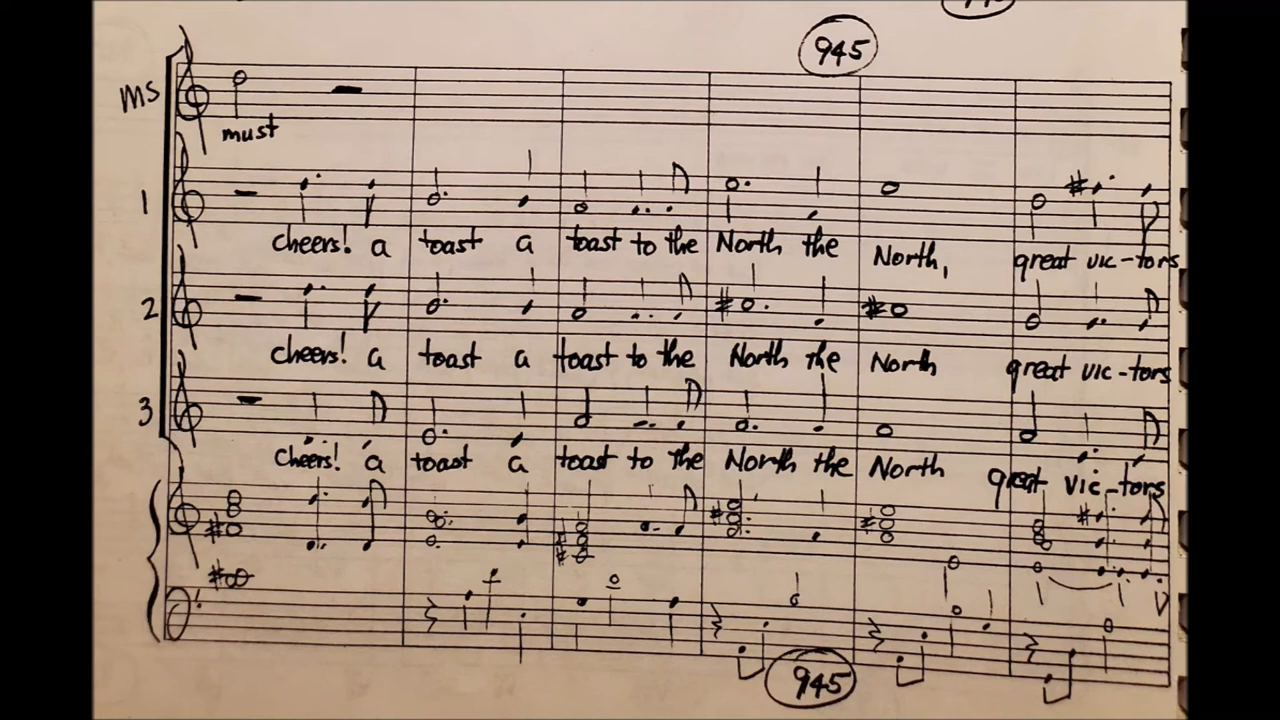 945
MS
must
1
cheers! a toast a toast to the North the North, great vic-tors
2
cheers! a toast a toast to the North the North great vic-tors
3
cheers! a toast a toast to the North the North great vic-tors
945